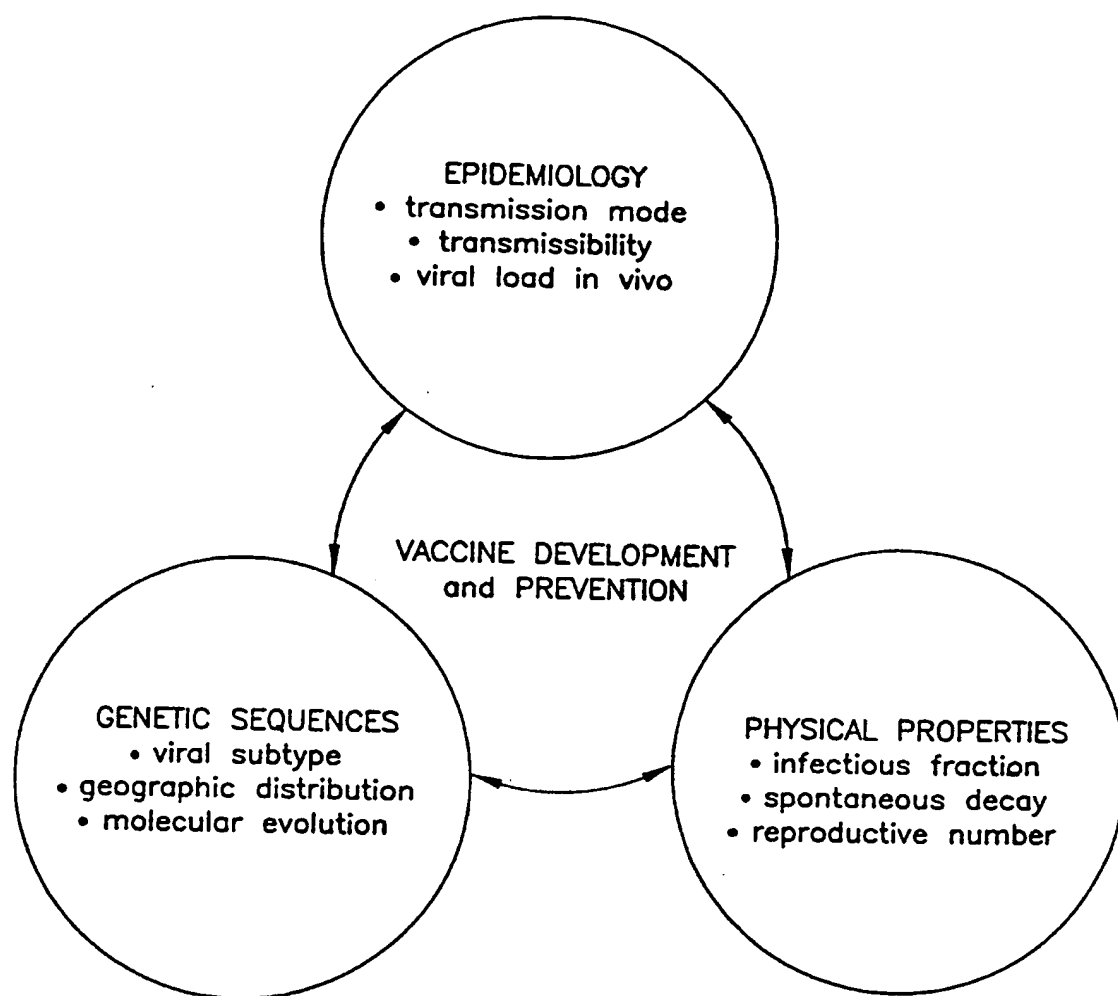 EPIDEMIOLOGY
• transmission mode
• transmissibility
• viral load in vivo
VACCINE DEVELOPMENT
and PREVENTION
GENETIC SEQUENCES
• viral subtype
• geographic distribution
• molecular evolution
PHYSICAL PROPERTIES
• infectious fraction
• spontaneous decay
• reproductive number